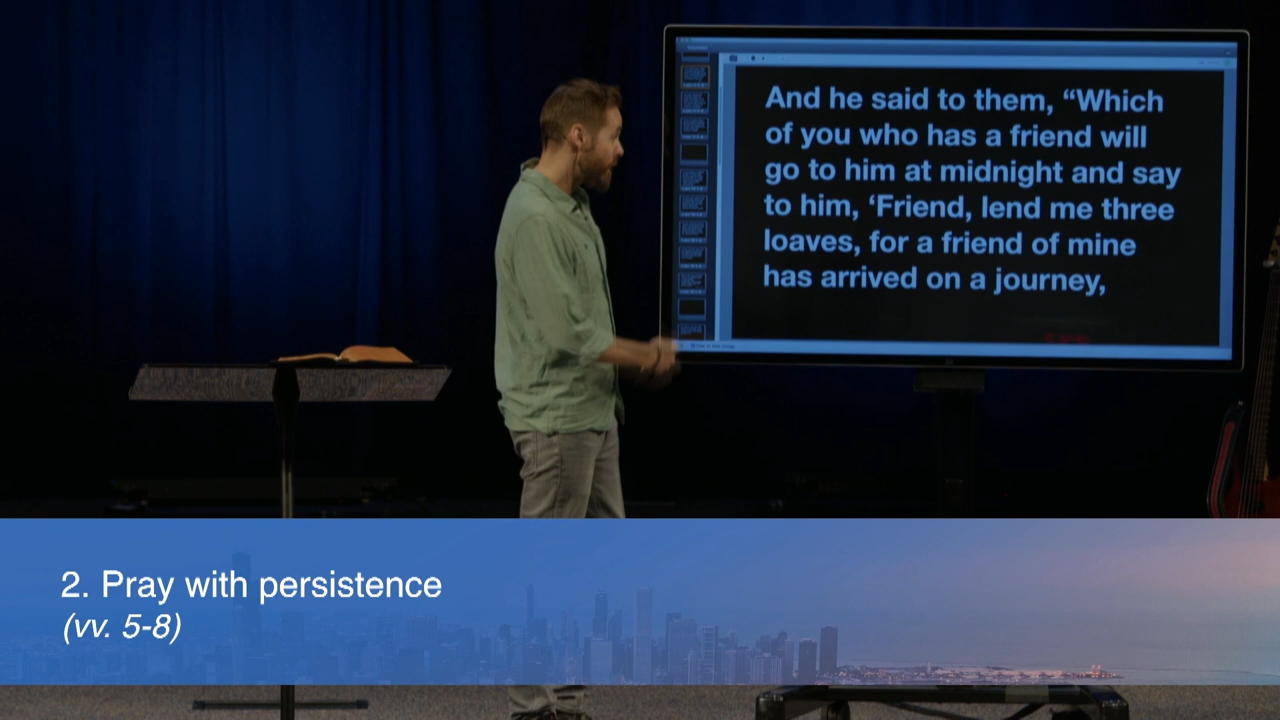 And he said to them, “Which
of you who has a friend will
go to him at midnight and say
to him, ‘Friend, lend me three
loaves, for a friend of mine
has arrived on a journey,
2. Pray with persistence
(vv. 5-8)